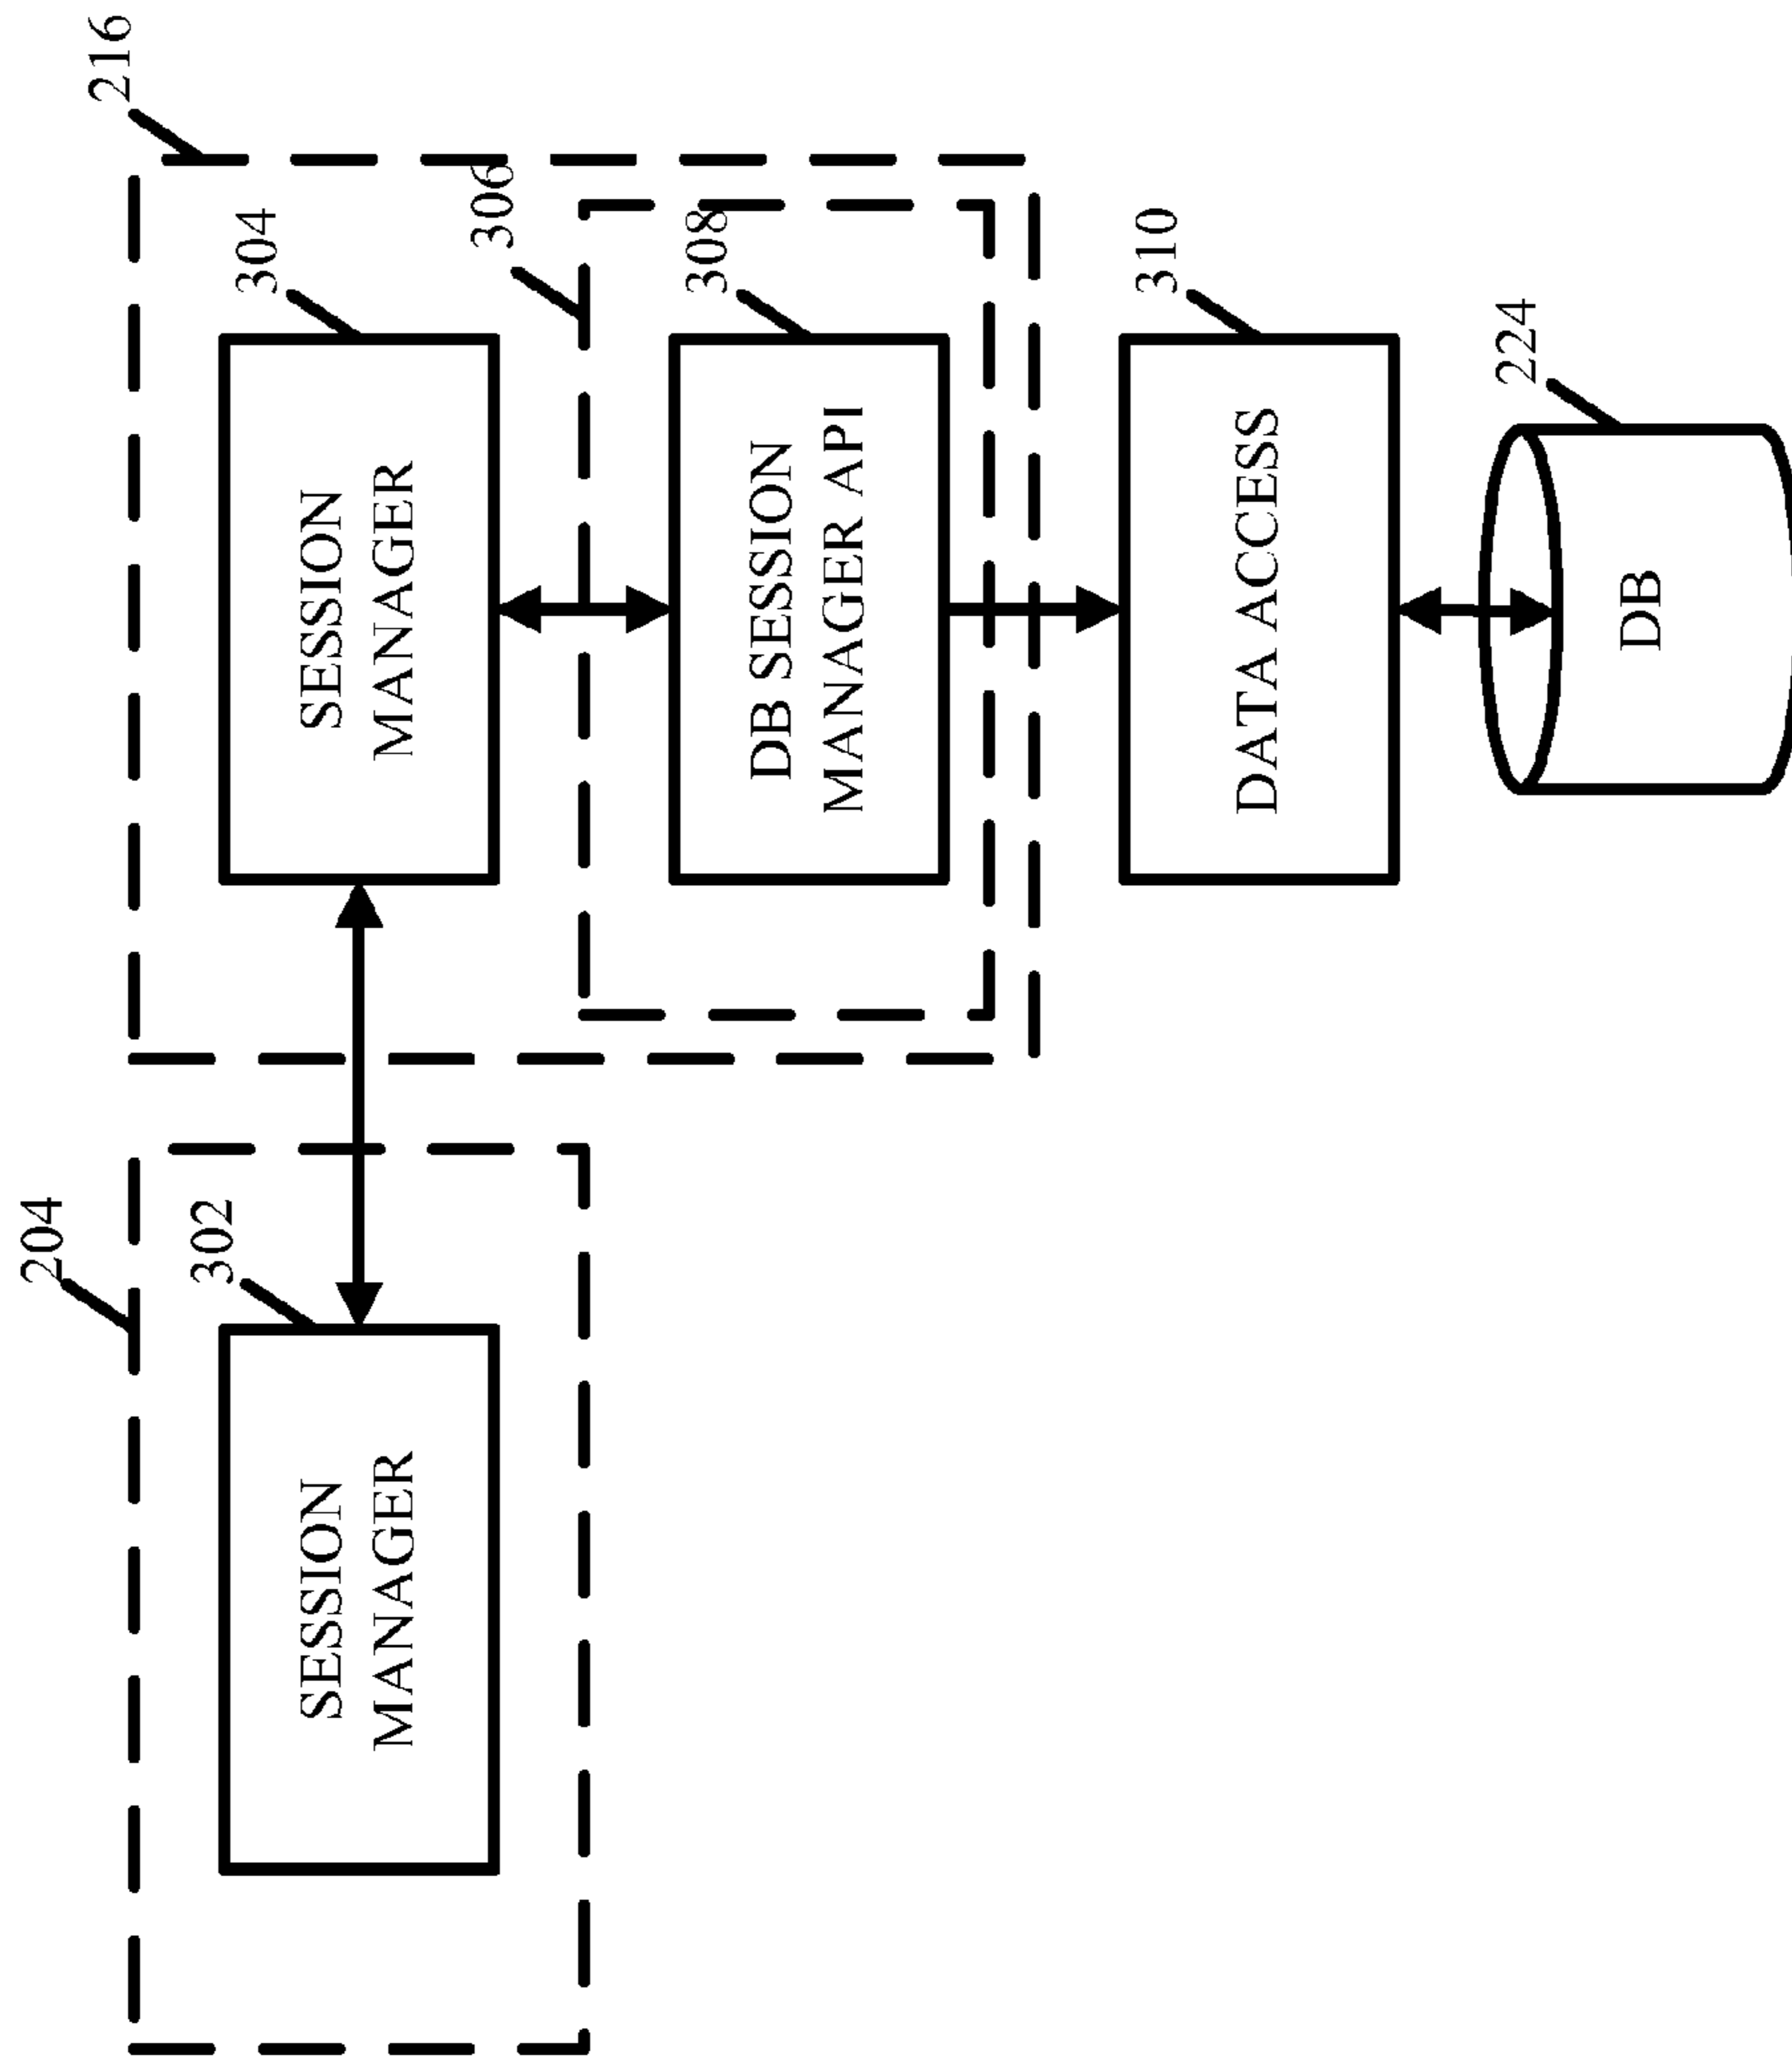 204
302
SESSION
MANAGER
216
304
SESSION
MANAGER
306
308
DB SESSION
MANAGER API
310
DATA ACCESS
224
DB